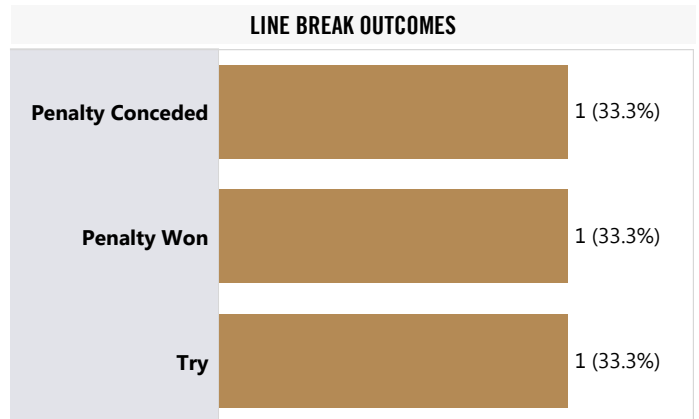 LINE BREAK OUTCOMES
Penalty Conceded 1 (33.3%)
Penalty Won 1 (33.3%)
Try 1 (33.3%)